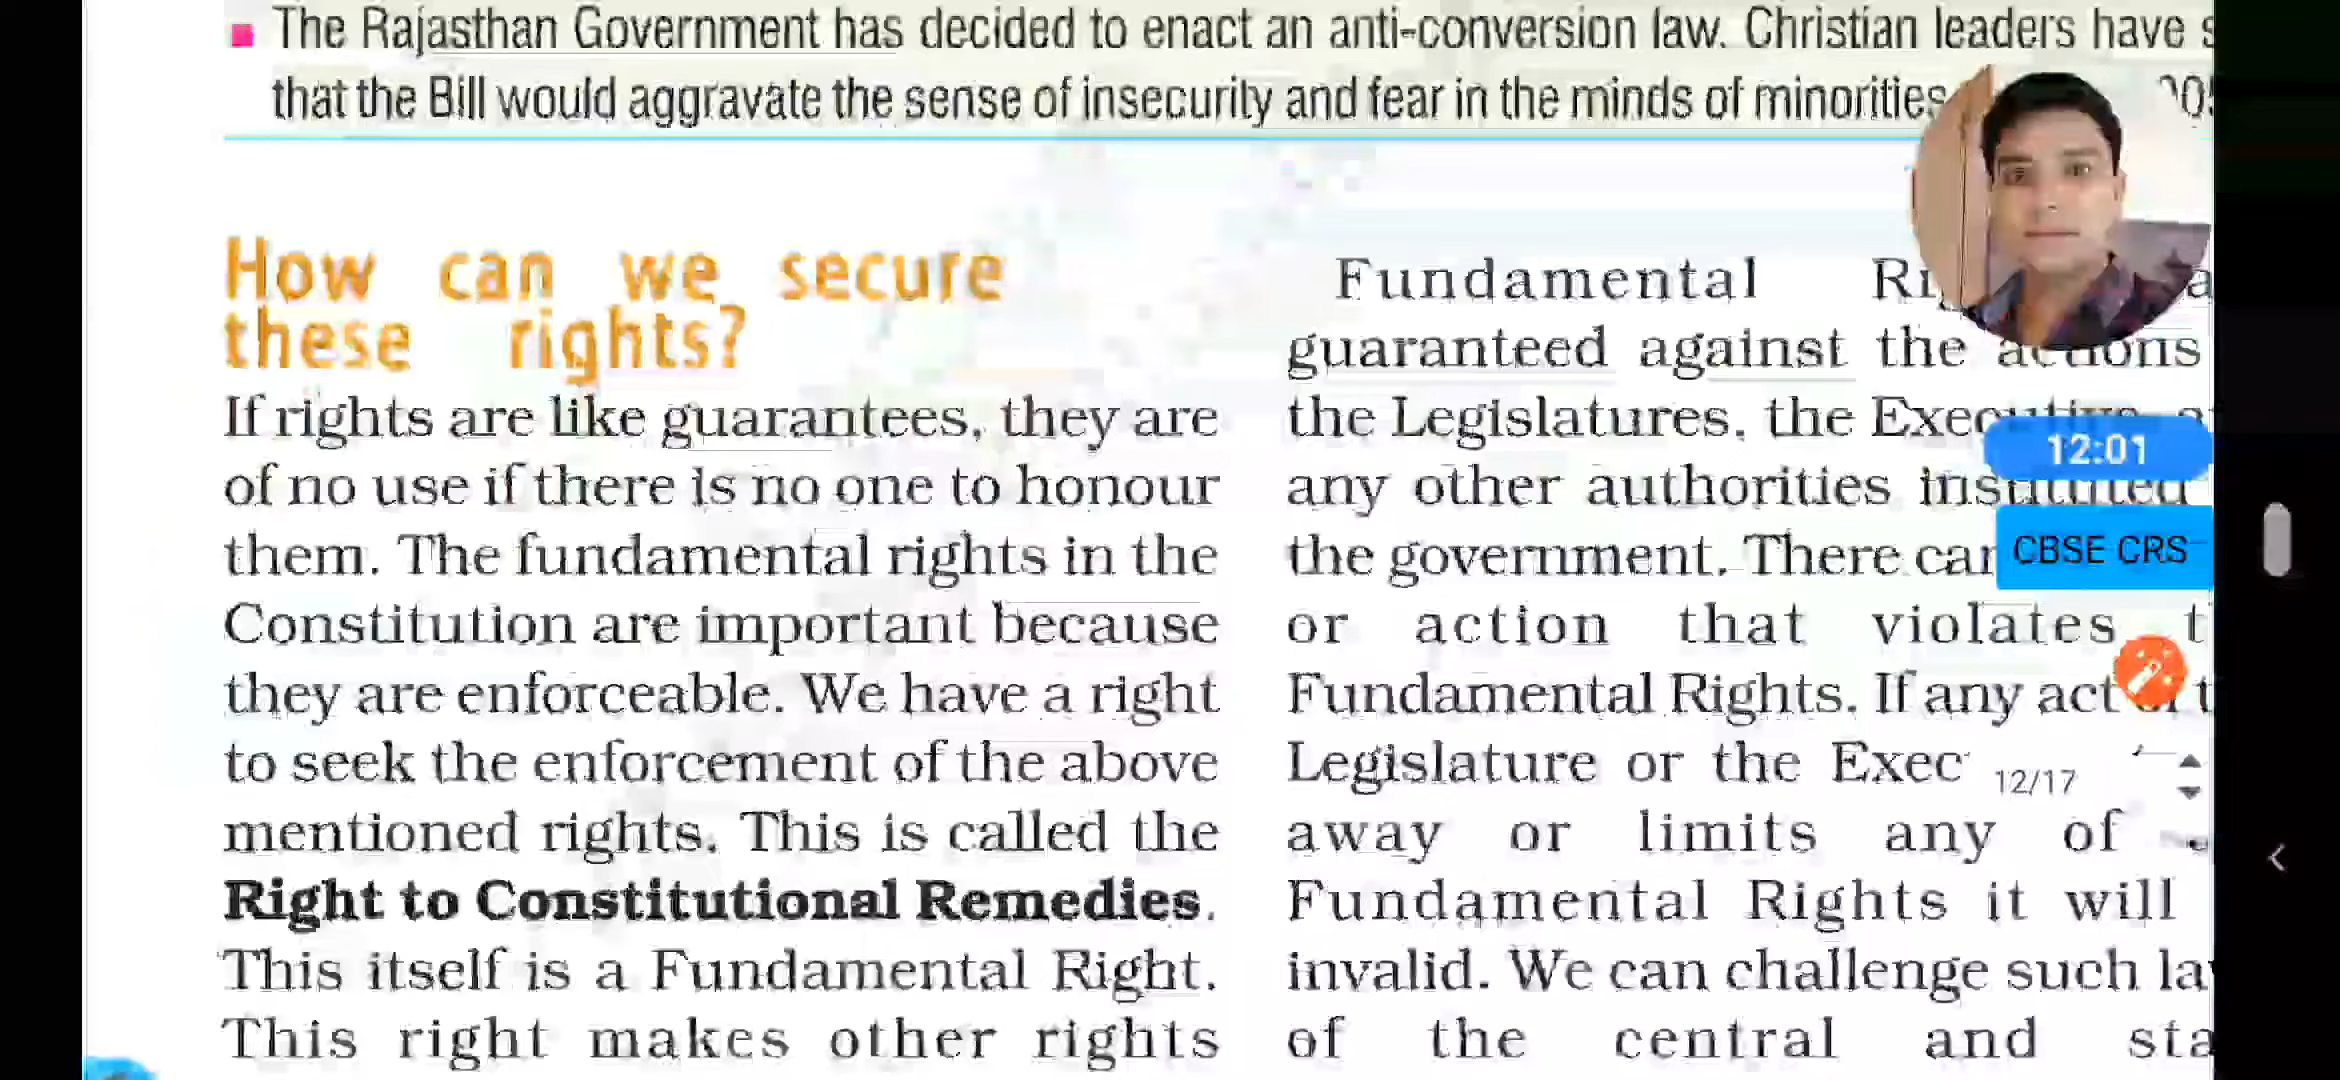 The Rajasthan Government has decided to enact an anti-conversion law. Christian leaders have
that the Bill would aggravate the sense of insecurity and fear in the minds of minorities
How can we secure
these rights?
If rights are like guarantees, they are
of no use if there is no one to honour
them. The fundamental rights in the
Constitution are important because
they are enforceable. We have a right
to seek the enforcement of the above
mentioned rights. This is called the
Right to Constitutional Remedies.
This itself is a Fundamental Right.
This right makes other rights
Fundamental
guaranteed against the actions
the Legislatures, the Executive
any other authorities instituted
the government. There can
or action that violates
Fundamental Rights. If any act of
Legislature or the
away or limits any of
Fundamental Rights it will
invalid. We can challenge such
of the central and
12:01
CBSE CRS
12/17